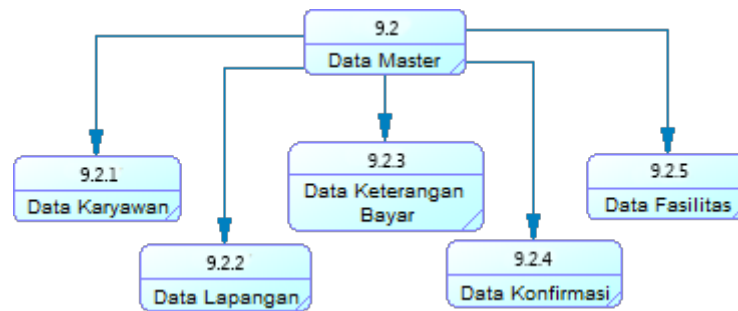 9.2
Data Master
9.2.1
Data Karyawan
9.2.2
Data Lapangan
9.2.3
Data Keterangan
Bayar
9.2.4
Data Konfirmasi
9.2.5
Data Fasilitas